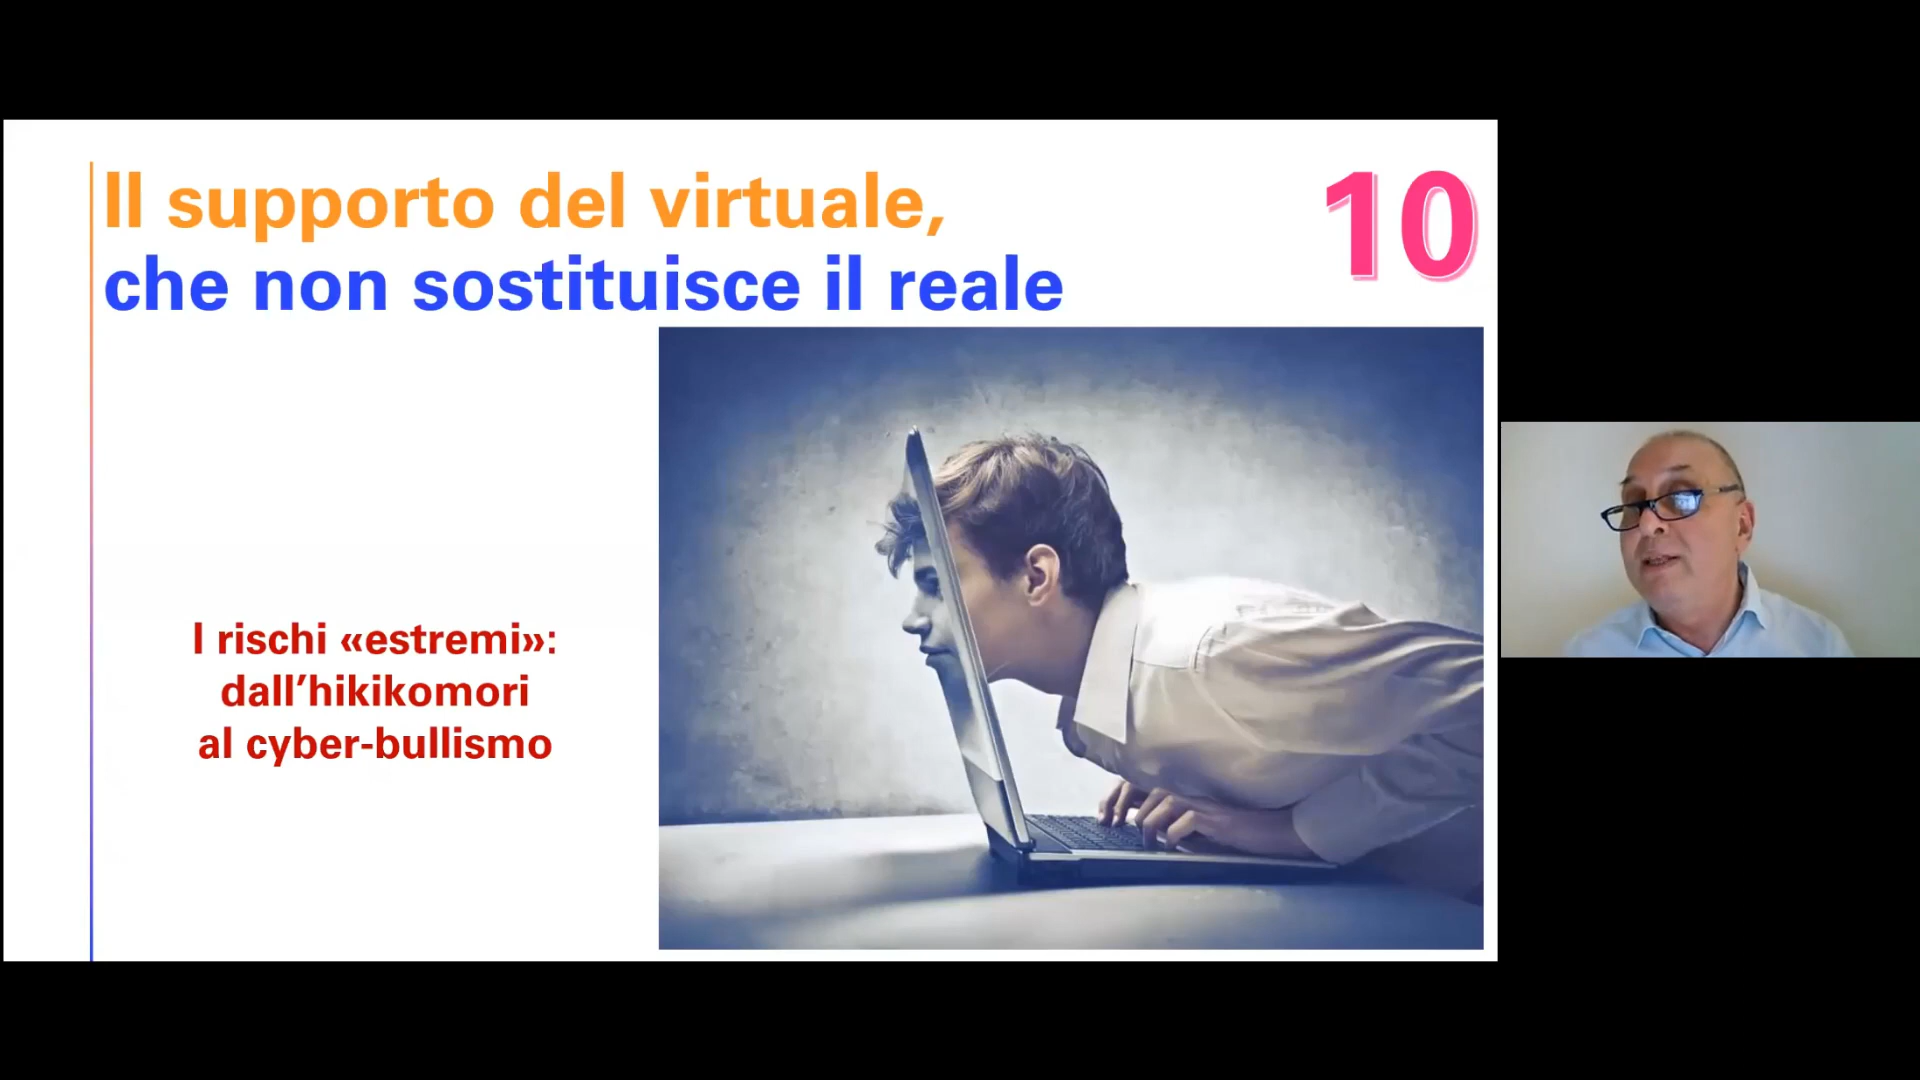 Il supporto del virtuale,
che non sostituisce il reale
10
I rischi «estremi»:
dall’hikikomori
al cyber-bullismo